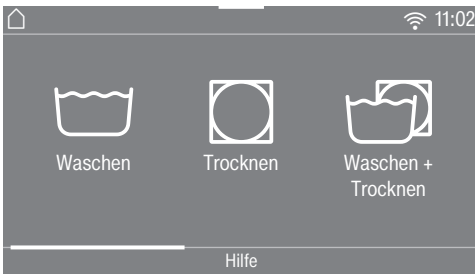 11:02
Waschen
Trocknen
Waschen +
Trocknen
Hilfe